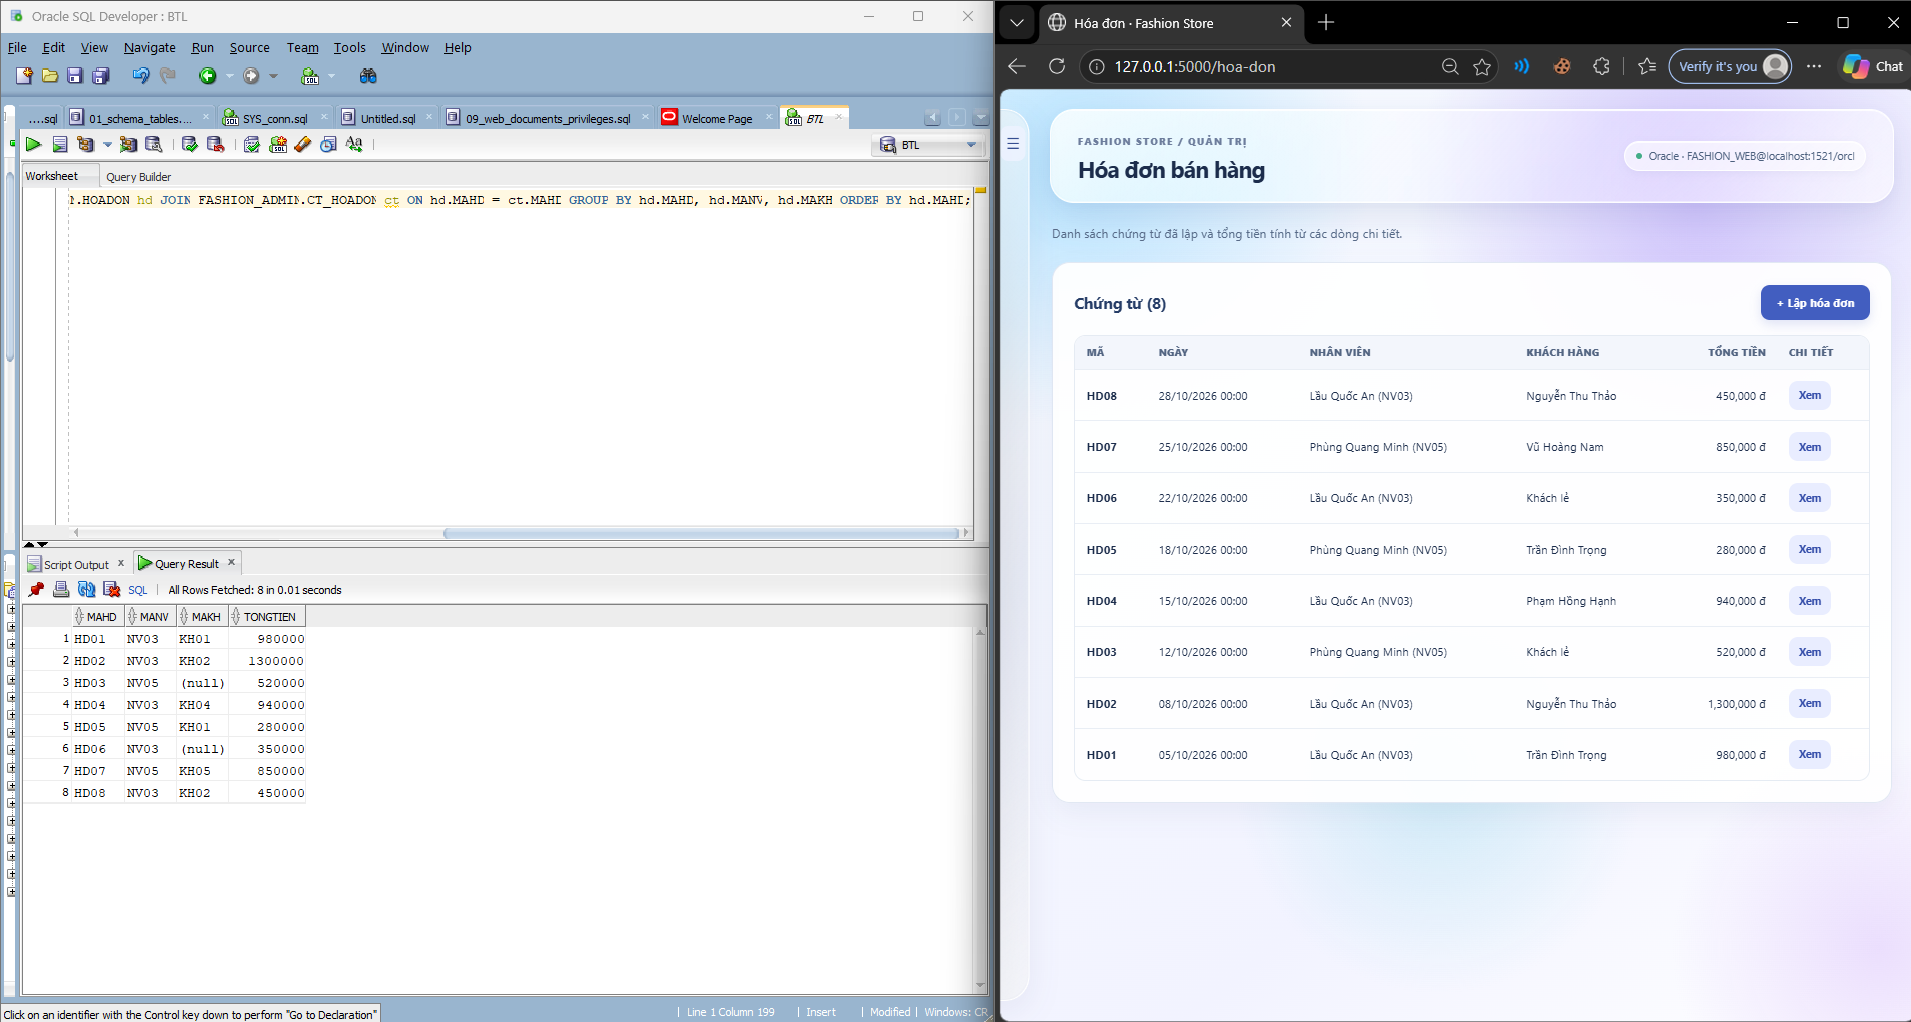 Oracle SQL Developer : BTL
File Edit View Navigate Run Source Team Tools Window Help
....sql 01_schema_tables.... SYS_conn.sql Untitled.sql 09_web_documents_privileges.sql Welcome Page BTL
BTL
Worksheet Query Builder
.HOADON hd JOIN FASHION_ADMIN.CT_HOADON ct ON hd.MAHD = ct.MAHD GROUP BY hd.MAHD, hd.MANV, hd.MAKH ORDER BY hd.MAHD;
Script Output Query Result
SQL All Rows Fetched: 8 in 0.01 seconds
MAHD MANV MAKH TONGTIEN
1 HD01 NV03 KH01 980000
2 HD02 NV03 KH02 1300000
3 HD03 NV05 (null) 520000
4 HD04 NV03 KH04 940000
5 HD05 NV05 KH01 280000
6 HD06 NV03 (null) 350000
7 HD07 NV05 KH05 850000
8 HD08 NV03 KH02 450000
Click on an identifier with the Control key down to perform "Go to Declaration"
Line 1 Column 199 Insert Modified Windows: CR
Hóa đơn · Fashion Store
127.0.0.1:5000/hoa-don
Verify it's you
Chat
FASHION STORE / QUẢN TRỊ
Hóa đơn bán hàng
Oracle · FASHION_WEB@localhost:1521/orcl
Danh sách chứng từ đã lập và tổng tiền tính từ các dòng chi tiết.
Chứng từ (8)
+ Lập hóa đơn
MÃ NGÀY NHÂN VIÊN KHÁCH HÀNG TỔNG TIỀN CHI TIẾT
HD08 28/10/2026 00:00 Lầu Quốc An (NV03) Nguyễn Thu Thảo 450,000 đ Xem
HD07 25/10/2026 00:00 Phùng Quang Minh (NV05) Vũ Hoàng Nam 850,000 đ Xem
HD06 22/10/2026 00:00 Lầu Quốc An (NV03) Khách lẻ 350,000 đ Xem
HD05 18/10/2026 00:00 Phùng Quang Minh (NV05) Trần Đình Trọng 280,000 đ Xem
HD04 15/10/2026 00:00 Lầu Quốc An (NV03) Phạm Hồng Hạnh 940,000 đ Xem
HD03 12/10/2026 00:00 Phùng Quang Minh (NV05) Khách lẻ 520,000 đ Xem
HD02 08/10/2026 00:00 Lầu Quốc An (NV03) Nguyễn Thu Thảo 1,300,000 đ Xem
HD01 05/10/2026 00:00 Lầu Quốc An (NV03) Trần Đình Trọng 980,000 đ Xem